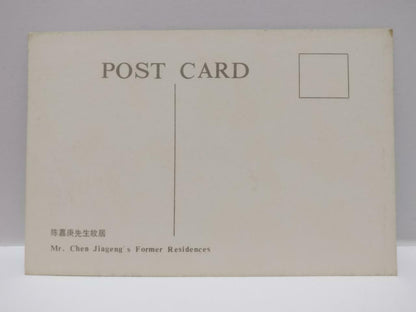 POST CARD
陈嘉庚先生故居
Mr. Chen Jiageng's Former Residences